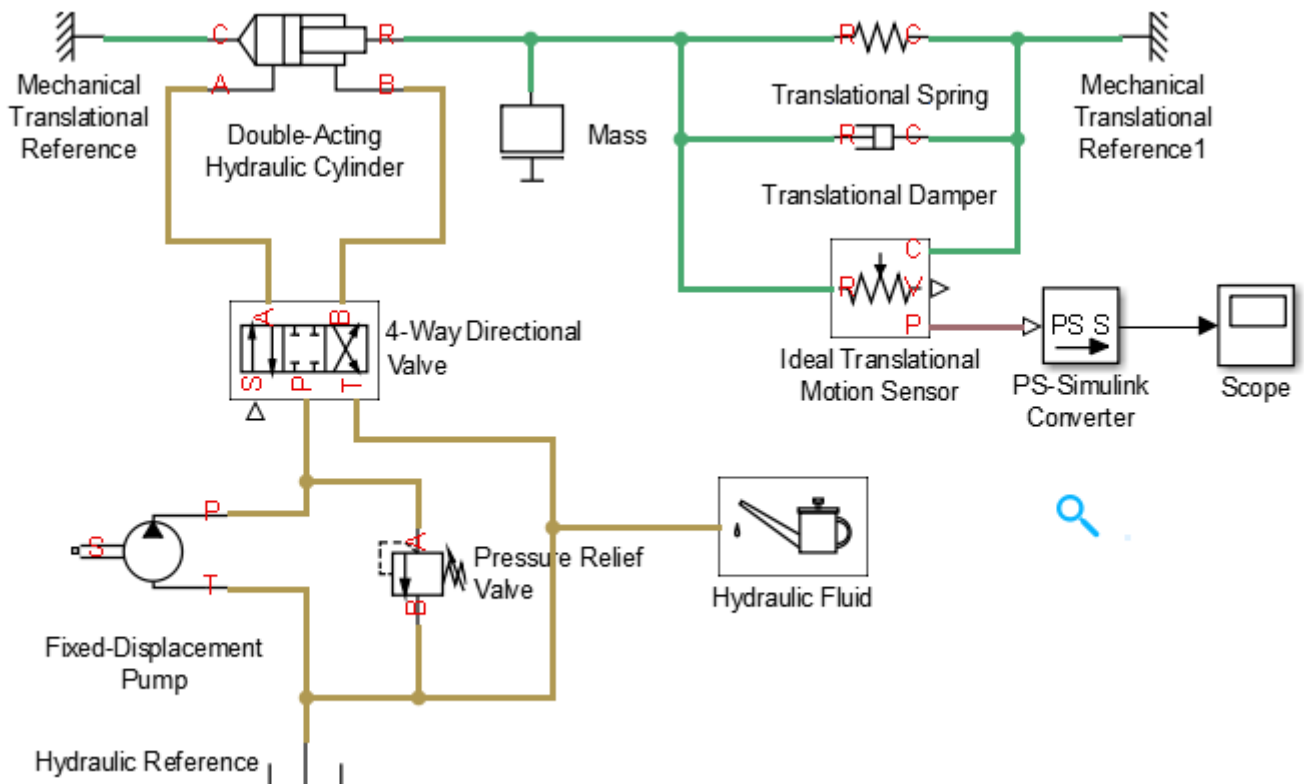 C
R
R
C
A
B
Mechanical
Translational
Reference
Double-Acting
Hydraulic Cylinder
Mass
Translational Spring
R
C
Mechanical
Translational
Reference1
Translational Damper
A
B
S
P
T
4-Way Directional
Valve
C
R
V
P
Ideal Translational
Motion Sensor
PS S
PS-Simulink
Converter
Scope
P
S
T
Fixed-Displacement
Pump
A
B
Pressure Relief
Valve
Hydraulic Fluid
Hydraulic Reference